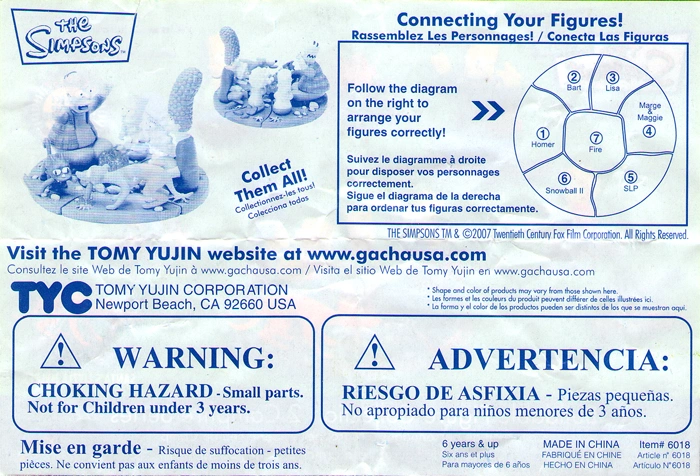 THE
SIMPSONS
TM
Collect
Them All!
Collectionnez-les tous!
Colecciona todas
Connecting Your Figures!
Rassemblez Les Personnages! / Conecta Las Figuras
Follow the diagram
on the right to
arrange your
figures correctly!
Suivez le diagramme à droite
pour disposer vos personnages
correctement.
Sigue el diagrama de la derecha
para ordenar tus figuras correctamente.
2
Bart
3
Lisa
Marge
&
Maggie
4
1
Homer
7
Fire
6
Snowball II
5
SLP
THE SIMPSONS TM & ©2007 Twentieth Century Fox Film Corporation. All Rights Reserved.
Visit the TOMY YUJIN website at www.gachausa.com
Consultez le site Web de Tomy Yujin à www.gachausa.com / Visita el sitio Web de Tomy Yujin en www.gachausa.com
TYC TOMY YUJIN CORPORATION
Newport Beach, CA 92660 USA
* Shape and color of products may vary from those shown here.
* Les formes et les couleurs du produit peuvent différer de celles illustrées ici.
* La forma y el color de los productos pueden ser distintos de los que se muestran aquí.
! WARNING:
CHOKING HAZARD - Small parts.
Not for Children under 3 years.
! ADVERTENCIA:
RIESGO DE ASFIXIA - Piezas pequeñas.
No apropiado para niños menores de 3 años.
Mise en garde - Risque de suffocation - petites
pièces. Ne convient pas aux enfants de moins de trois ans.
6 years & up
Six ans et plus
Para mayores de 6 años
MADE IN CHINA
FABRIQUÉ EN CHINE
HECHO EN CHINA
Item# 6018
Article n° 6018
Artículo N°6018